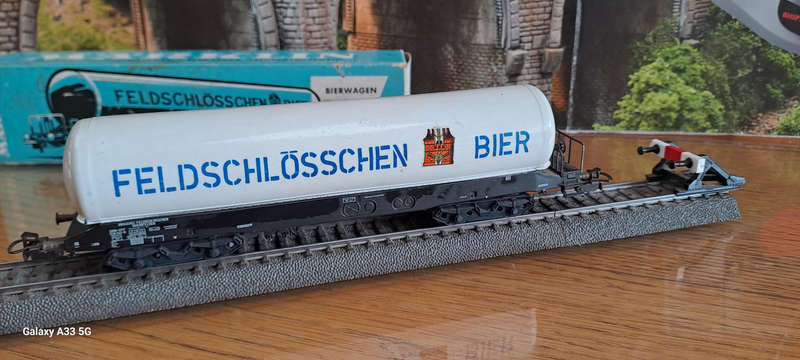 BIERWAGEN
FELDSCHLÖSSCHEN
FELDSCHLÖSSCHEN BIER
Galaxy A33 5G